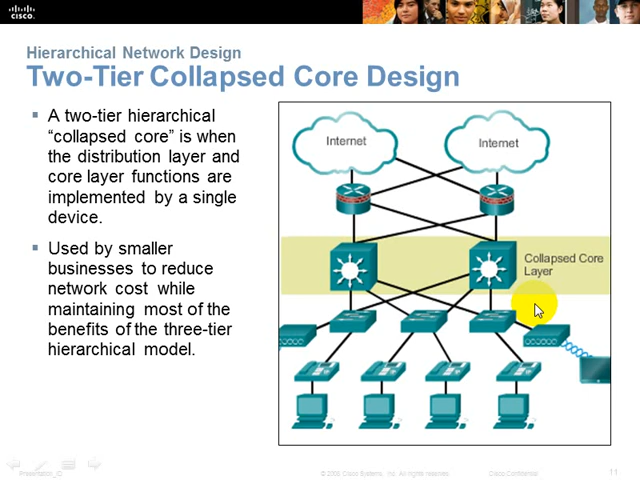 CISCO.
Hierarchical Network Design
Two-Tier Collapsed Core Design
▪ A two-tier hierarchical
“collapsed core” is when
the distribution layer and
core layer functions are
implemented by a single
device.
▪ Used by smaller
businesses to reduce
network cost while
maintaining most of the
benefits of the three-tier
hierarchical model.
Internet
Internet
Collapsed Core
Layer
Presentation_ID
Cisco Systems, Inc. All rights reserved.
Cisco Confidential
11